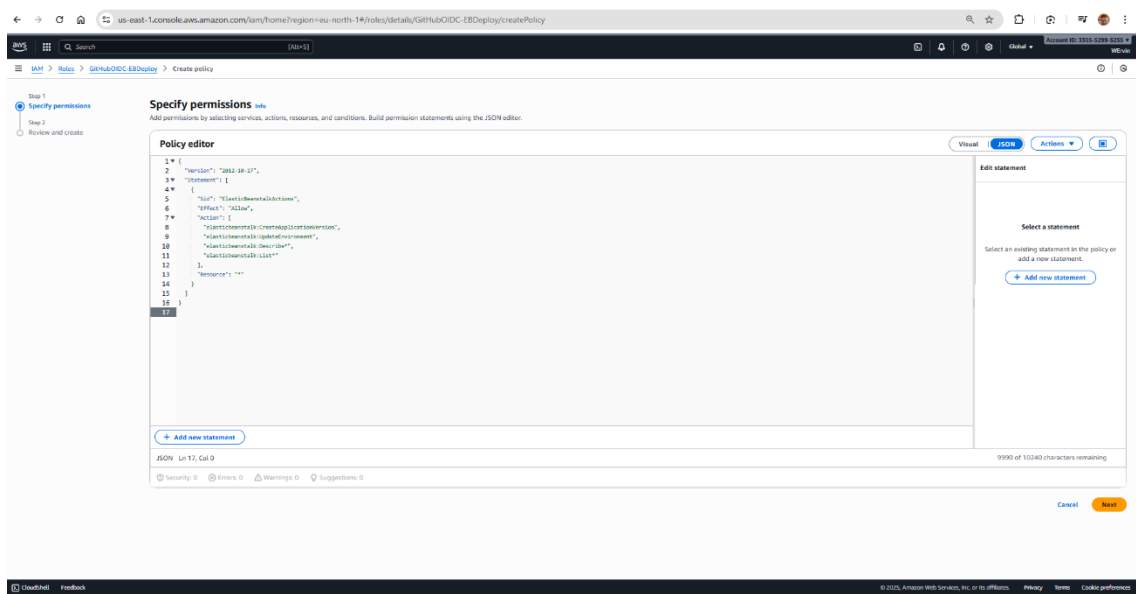 us-east-1.console.aws.amazon.com/iam/home?region=eu-north-1#/roles/details/GitHubOIDC-EBDeploy/createPolicy
aws
Search
[Alt+S]
Global
Account ID: 3505-5299-5255
WErvin
IAM > Roles > GitHubOIDC-EBDeploy > Create policy
Step 1
Specify permissions
Step 2
Review and create
Specify permissions Info
Add permissions by selecting services, actions, resources, and conditions. Build permission statements using the JSON editor.
Policy editor
Visual
JSON
Actions
1 {
2 "Version": "2012-10-17",
3 "Statement": [
4 {
5 "Sid": "ElasticBeanstalkActions",
6 "Effect": "Allow",
7 "Action": [
8 "elasticbeanstalk:CreateApplicationVersion",
9 "elasticbeanstalk:UpdateEnvironment",
10 "elasticbeanstalk:Describe*",
11 "elasticbeanstalk:List*"
12 ],
13 "Resource": "*"
14 }
15 ]
16 }
17
Edit statement
Select a statement
Select an existing statement in the policy or
add a new statement.
+ Add new statement
+ Add new statement
JSON Ln 17, Col 0
9990 of 10240 characters remaining
Security: 0 Errors: 0 Warnings: 0 Suggestions: 0
Cancel
Next
CloudShell Feedback
© 2025, Amazon Web Services, Inc. or its affiliates. Privacy Terms Cookie preferences